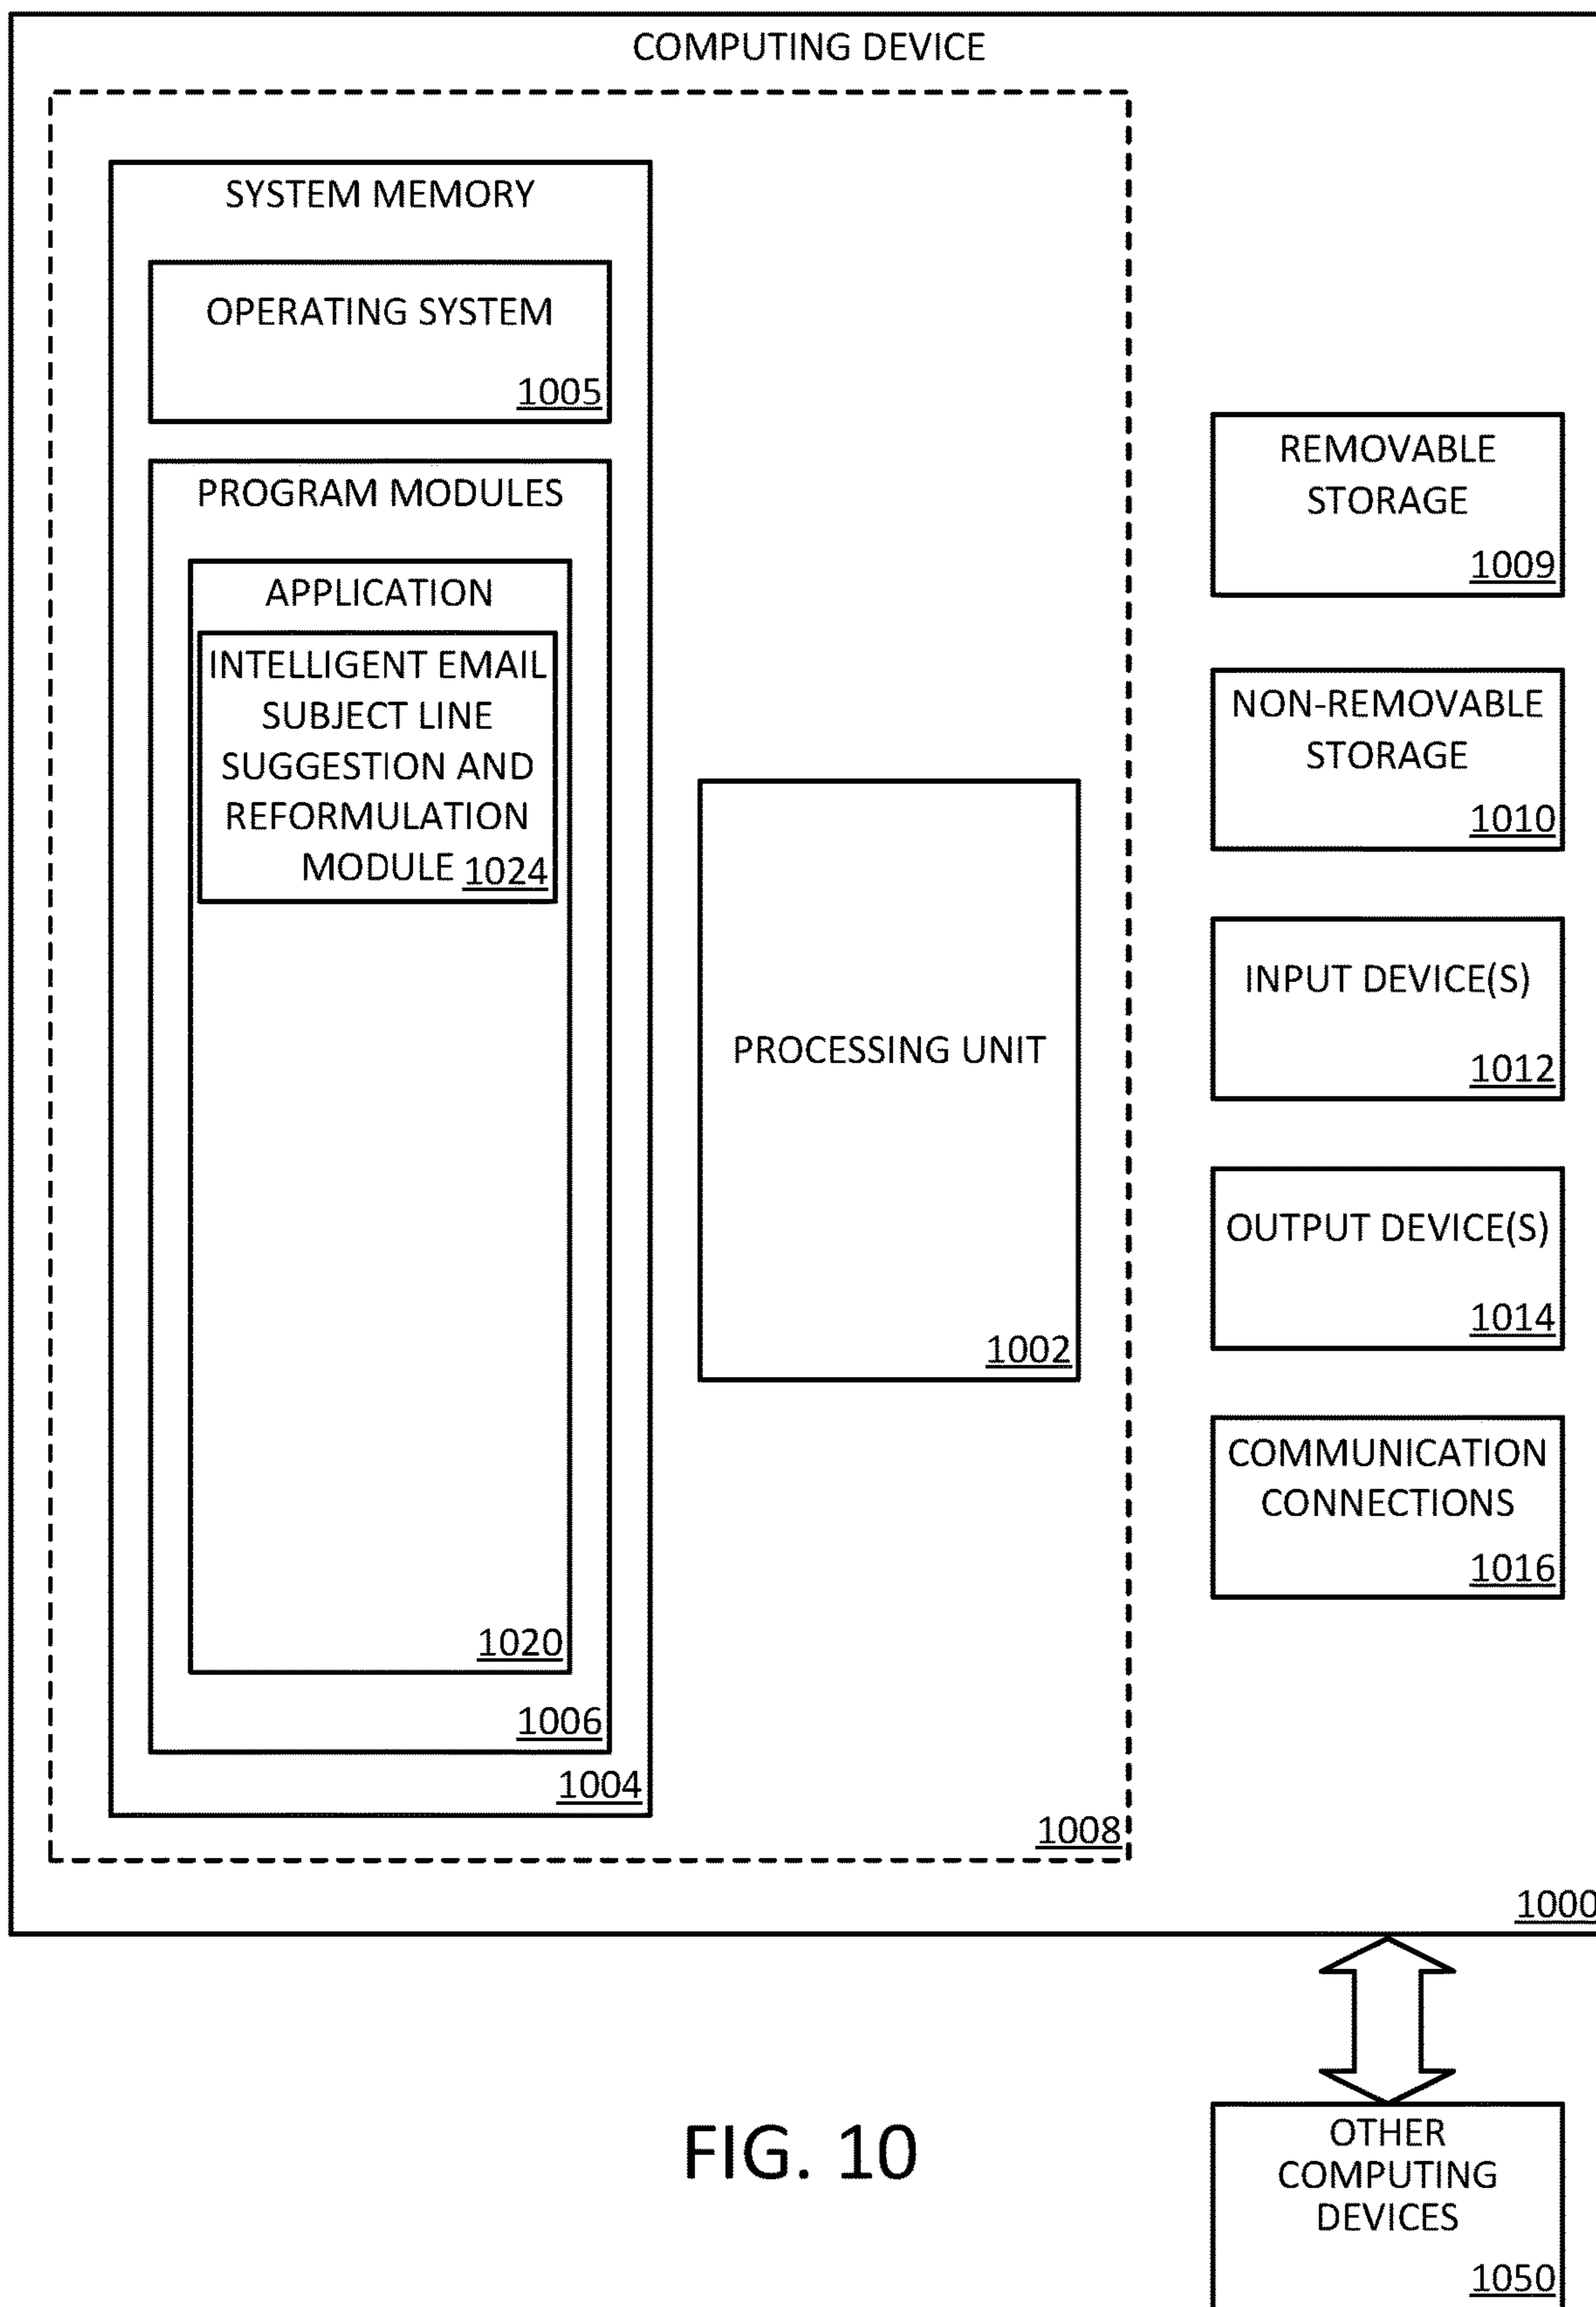 COMPUTING DEVICE
SYSTEM MEMORY
OPERATING SYSTEM
1005
PROGRAM MODULES
APPLICATION
INTELLIGENT EMAIL
SUBJECT LINE
SUGGESTION AND
REFORMULATION
MODULE 1024
1020
1006
1004
PROCESSING UNIT
1002
1008
REMOVABLE
STORAGE
1009
NON-REMOVABLE
STORAGE
1010
INPUT DEVICE(S)
1012
OUTPUT DEVICE(S)
1014
COMMUNICATION
CONNECTIONS
1016
1000
FIG. 10
OTHER
COMPUTING
DEVICES
1050